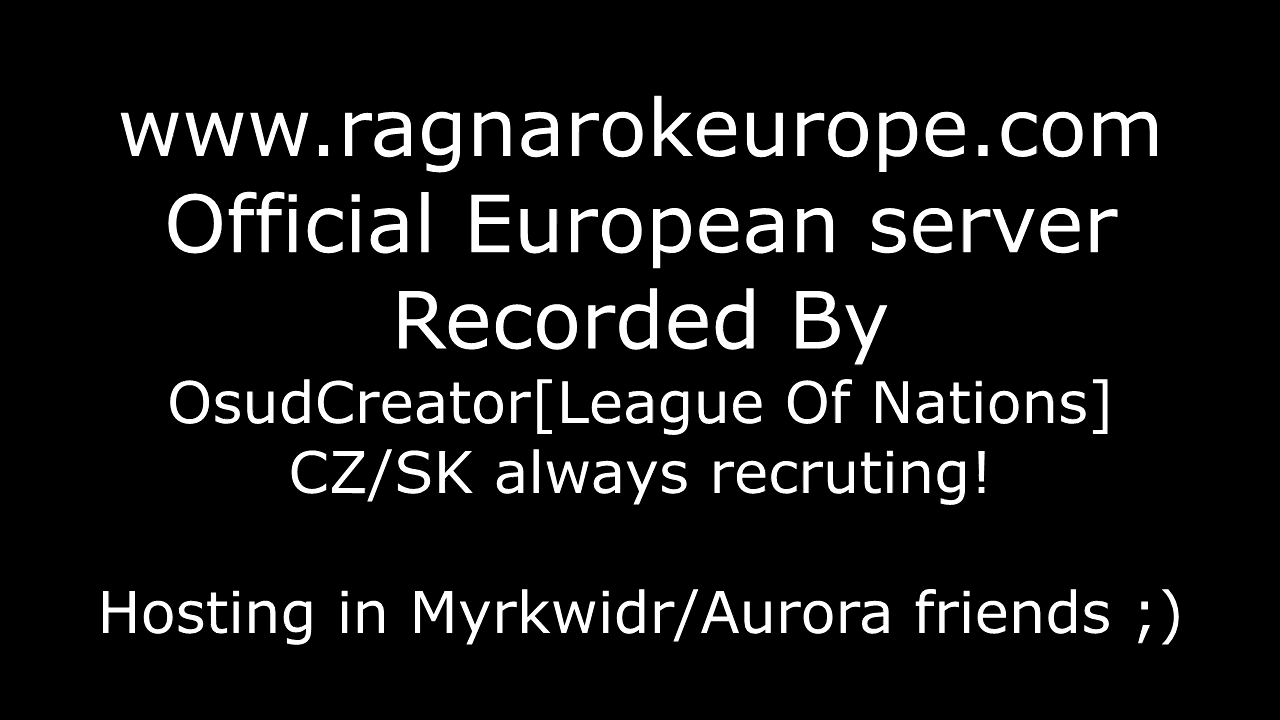 www.ragnarokeurope.com
Official European server
Recorded By
OsudCreator[League Of Nations]
CZ/SK always recruting!
Hosting in Myrkwidr/Aurora friends ;)